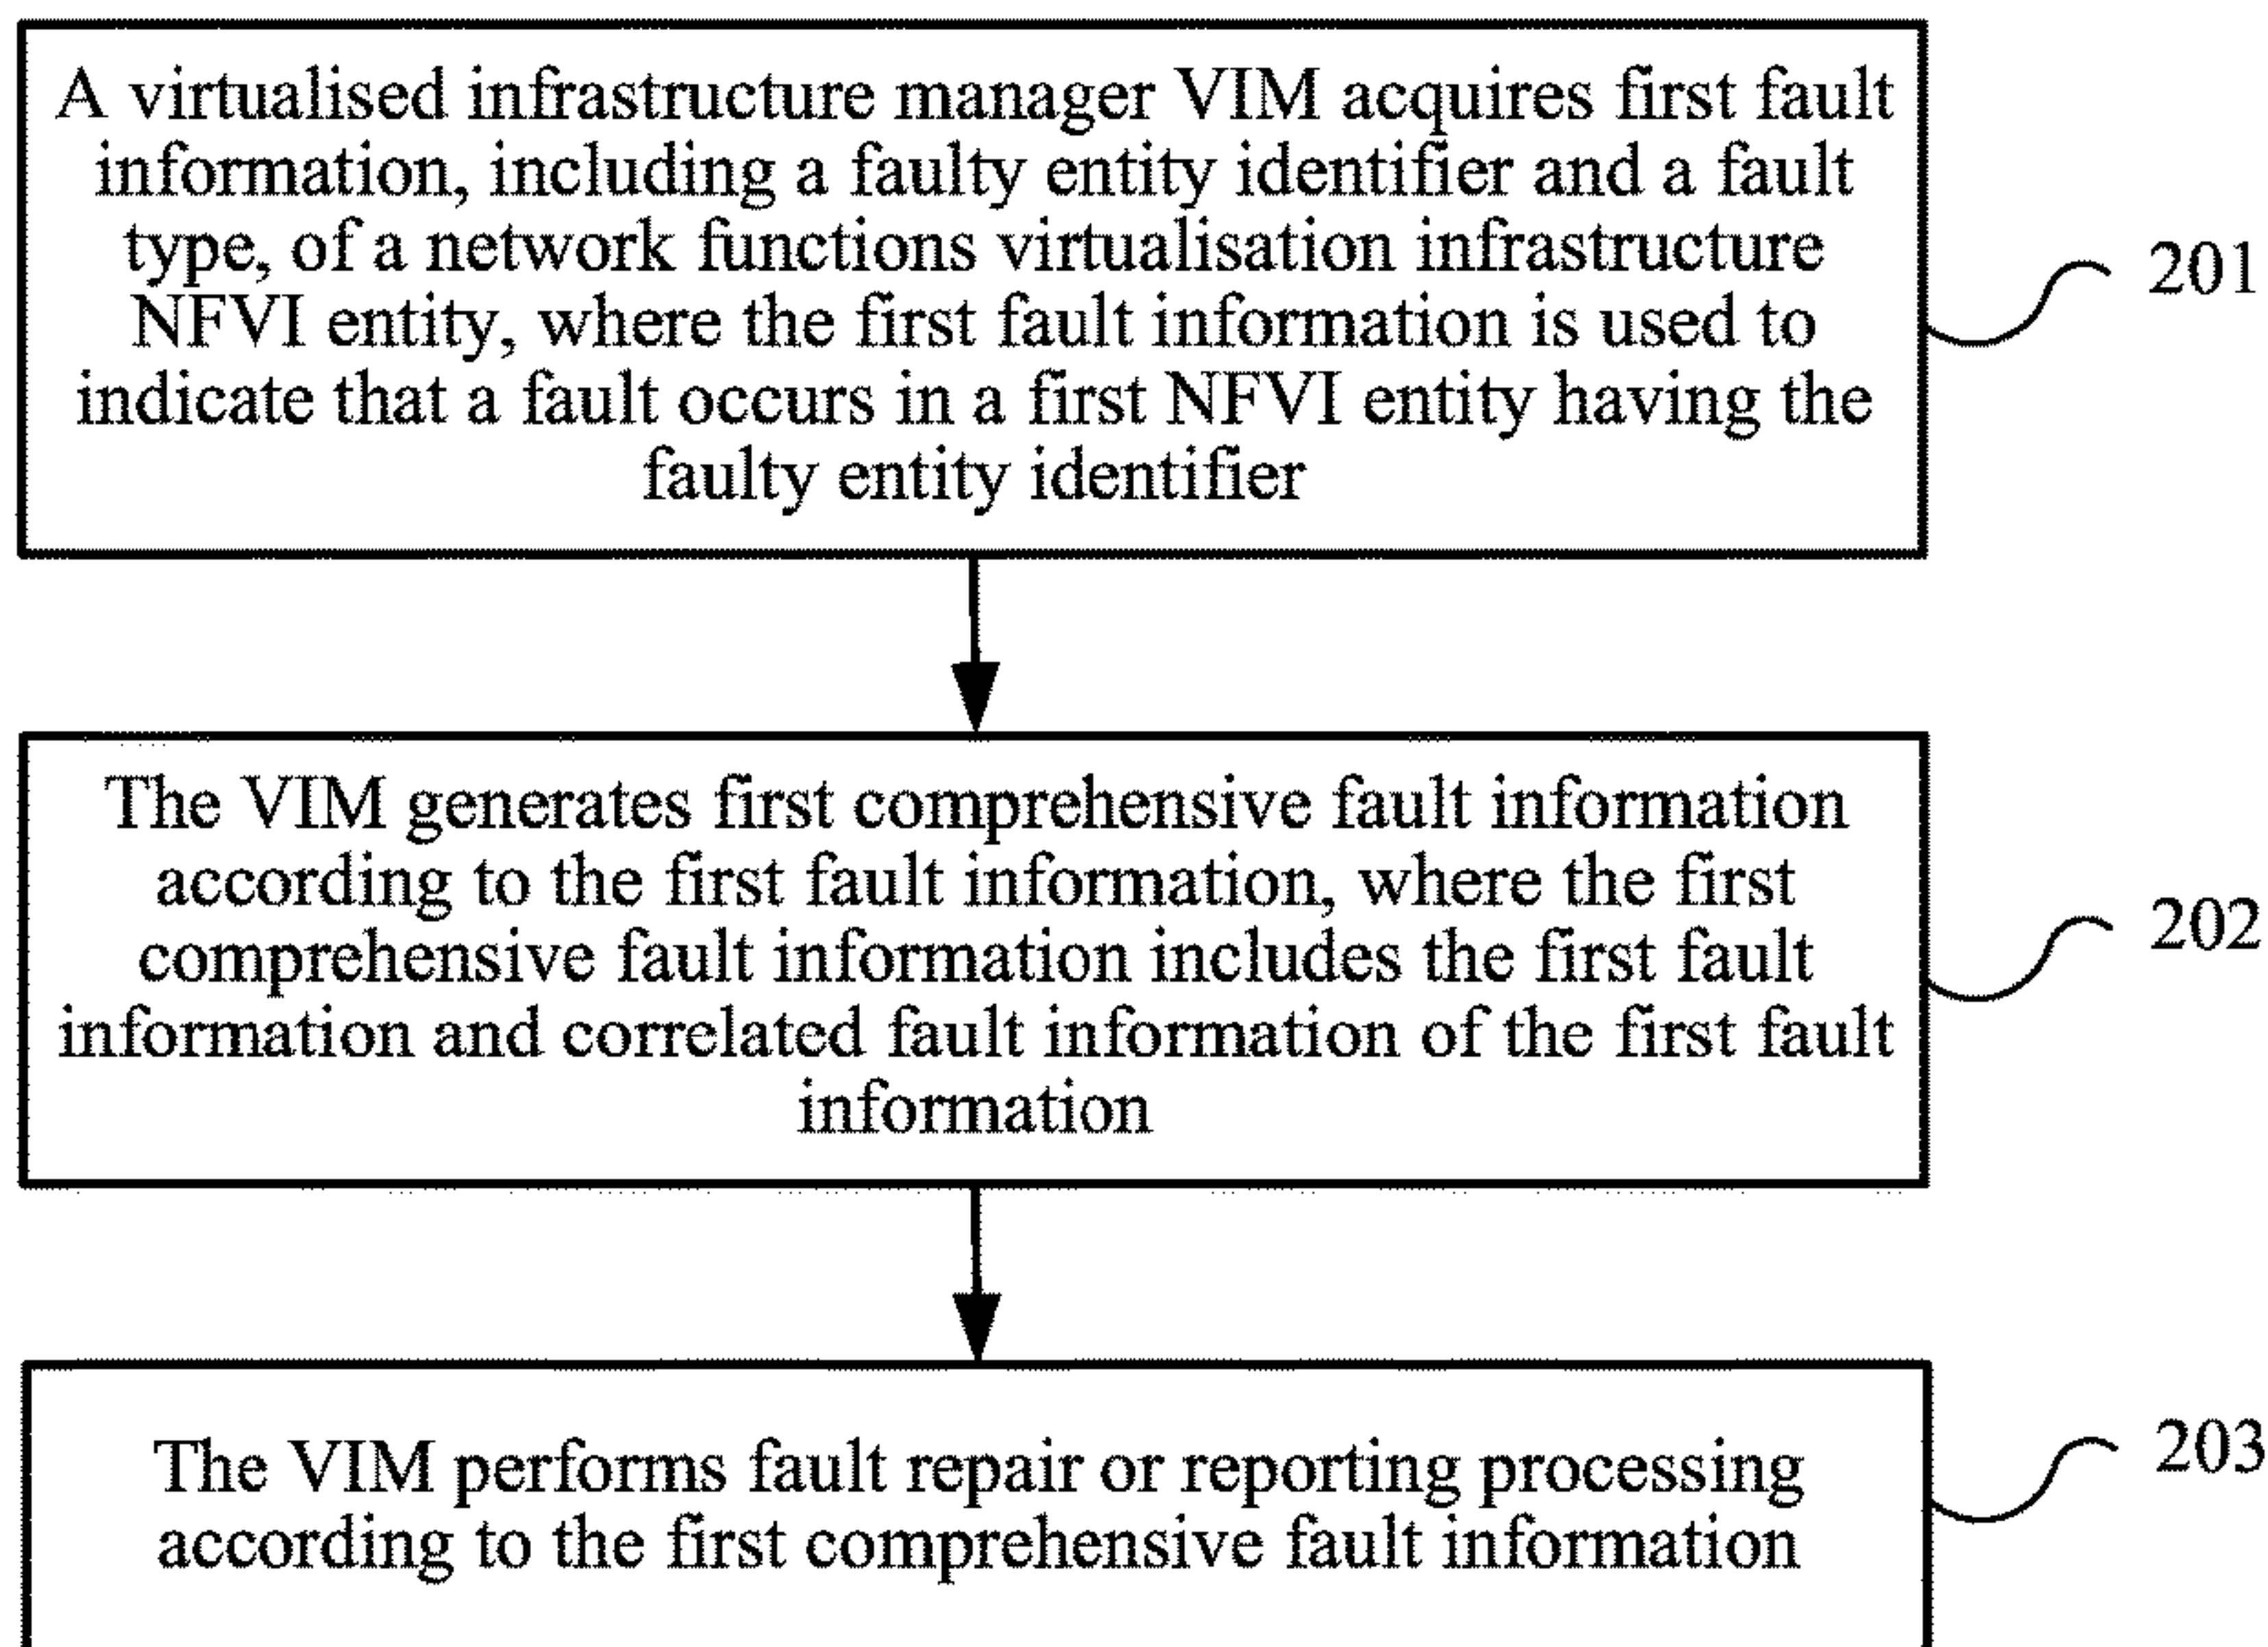 A virtualised infrastructure manager VIM acquires first fault
information, including a faulty entity identifier and a fault
type, of a network functions virtualisation infrastructure
NFVI entity, where the first fault information is used to
indicate that a fault occurs in a first NFVI entity having the
faulty entity identifier
201
The VIM generates first comprehensive fault information
according to the first fault information, where the first
comprehensive fault information includes the first fault
information and correlated fault information of the first fault
information
202
The VIM performs fault repair or reporting processing
according to the first comprehensive fault information
203